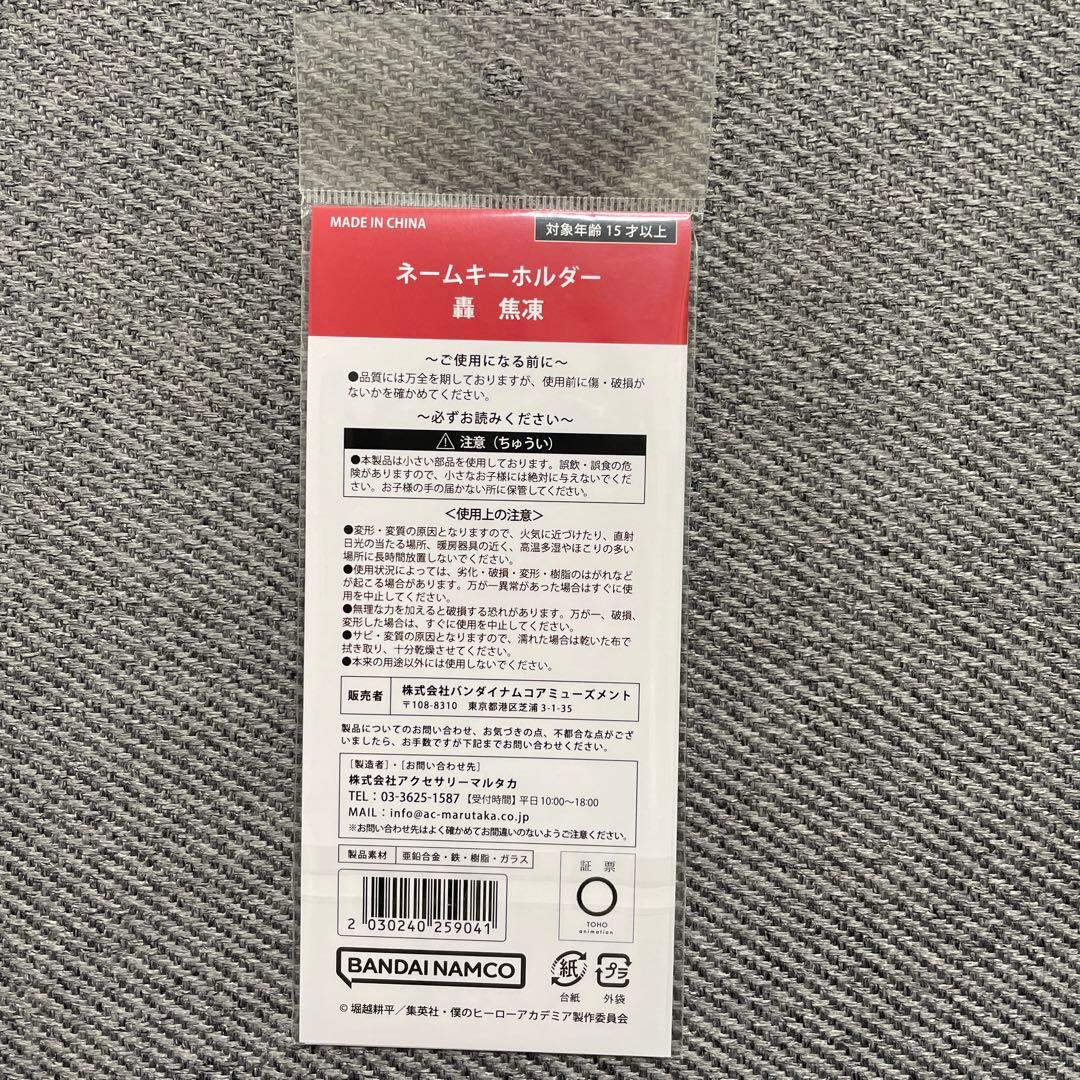 MADE IN CHINA
対象年齢 15 才以上
ネームキーホルダー
轟　焦凍
～ご使用になる前に～
●品質には万全を期しておりますが、使用前に傷・破損が
ないかを確かめてください。
～必ずお読みください～
⚠ 注意（ちゅうい）
●本製品は小さい部品を使用しております。誤飲・誤食の危
険がありますので、小さなお子様には絶対に与えないでくだ
さい。お子様の手の届かない所に保管してください。
＜使用上の注意＞
●変形・変質の原因となりますので、火気に近づけたり、直射
日光の当たる場所、暖房器具の近く、高温多湿やほこりの多い
場所に長時間放置しないでください。
●使用状況によっては、劣化・破損・変形・樹脂のはがれなど
が起こる場合があります。万が一異常があった場合はすぐに使
用を中止してください。
●無理な力を加えると破損する恐れがあります。万が一、破損、
変形した場合は、すぐに使用を中止してください。
●サビ・変質の原因となりますので、濡れた場合は乾いた布で
拭き取り、十分乾燥させてください。
●本来の用途以外には使用しないでください。
販売者
株式会社バンダイナムコアミューズメント
〒108-8310　東京都港区芝浦 3-1-35
製品についてのお問い合わせ、お気づきの点、不都合な点がござ
いましたら、お手数ですが下記までお問い合わせください。
［製造者］・［お問い合わせ先］
株式会社アクセサリーマルタカ
TEL：03-3625-1587 【受付時間】平日 10:00～18:00
MAIL：info@ac-marutaka.co.jp
※お問い合わせ先はよく確かめてお間違いのないようご注意ください。
製品素材　亜鉛合金・鉄・樹脂・ガラス
証　票
TOHO
animation
2 030240 259041
BANDAI NAMCO
紙
台紙
プラ
外袋
© 堀越耕平／集英社・僕のヒーローアカデミア製作委員会